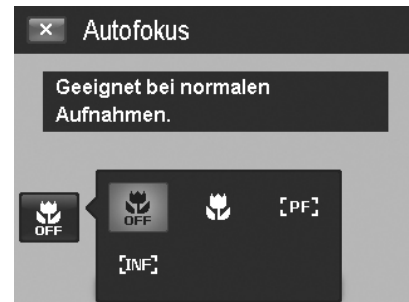 × Autofokus
Geeignet bei normalen
Aufnahmen.
OFF OFF [PF]
[INF]